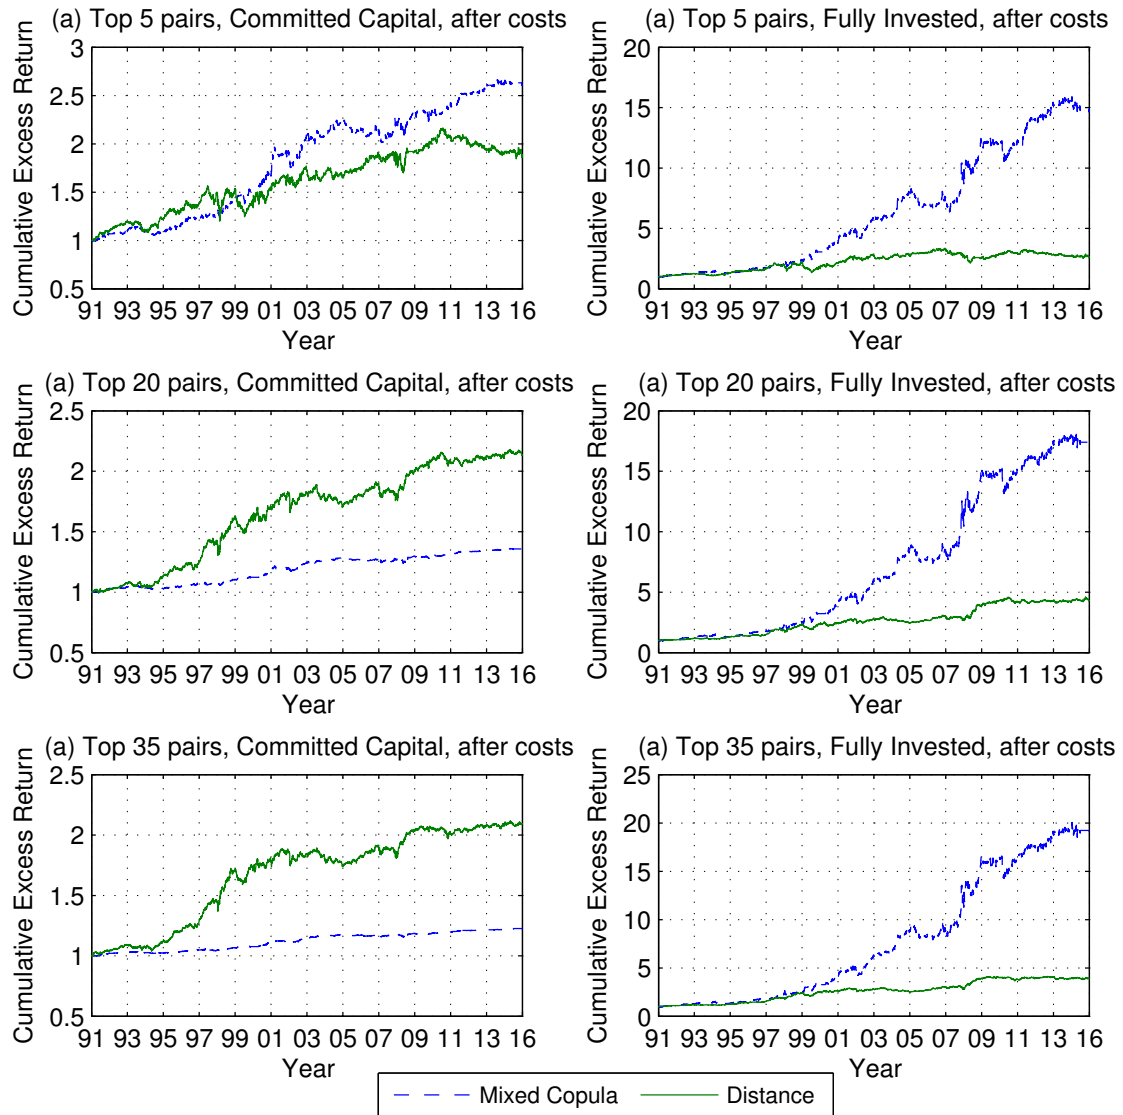 (a) Top 5 pairs, Committed Capital, after costs
Cumulative Excess Return
3
2.5
2
1.5
1
0.5
91 93 95 97 99 01 03 05 07 09 11 13 16
Year
(a) Top 5 pairs, Fully Invested, after costs
Cumulative Excess Return
20
15
10
5
0
91 93 95 97 99 01 03 05 07 09 11 13 16
Year
(a) Top 20 pairs, Committed Capital, after costs
Cumulative Excess Return
2.5
2
1.5
1
0.5
91 93 95 97 99 01 03 05 07 09 11 13 16
Year
(a) Top 20 pairs, Fully Invested, after costs
Cumulative Excess Return
20
15
10
5
0
91 93 95 97 99 01 03 05 07 09 11 13 16
Year
(a) Top 35 pairs, Committed Capital, after costs
Cumulative Excess Return
2.5
2
1.5
1
0.5
91 93 95 97 99 01 03 05 07 09 11 13 16
Year
(a) Top 35 pairs, Fully Invested, after costs
Cumulative Excess Return
25
20
15
10
5
0
91 93 95 97 99 01 03 05 07 09 11 13 16
Year
Mixed Copula
Distance